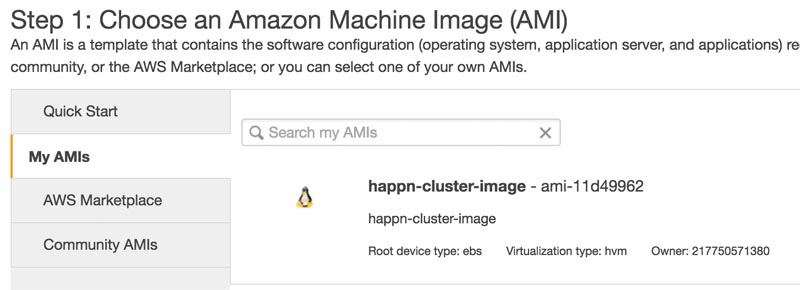 Step 1: Choose an Amazon Machine Image (AMI)
An AMI is a template that contains the software configuration (operating system, application server, and applications) re
community, or the AWS Marketplace; or you can select one of your own AMIs.
Quick Start
My AMIs
AWS Marketplace
Community AMIs
Search my AMIs
happn-cluster-image - ami-11d49962
happn-cluster-image
Root device type: ebs Virtualization type: hvm Owner: 217750571380